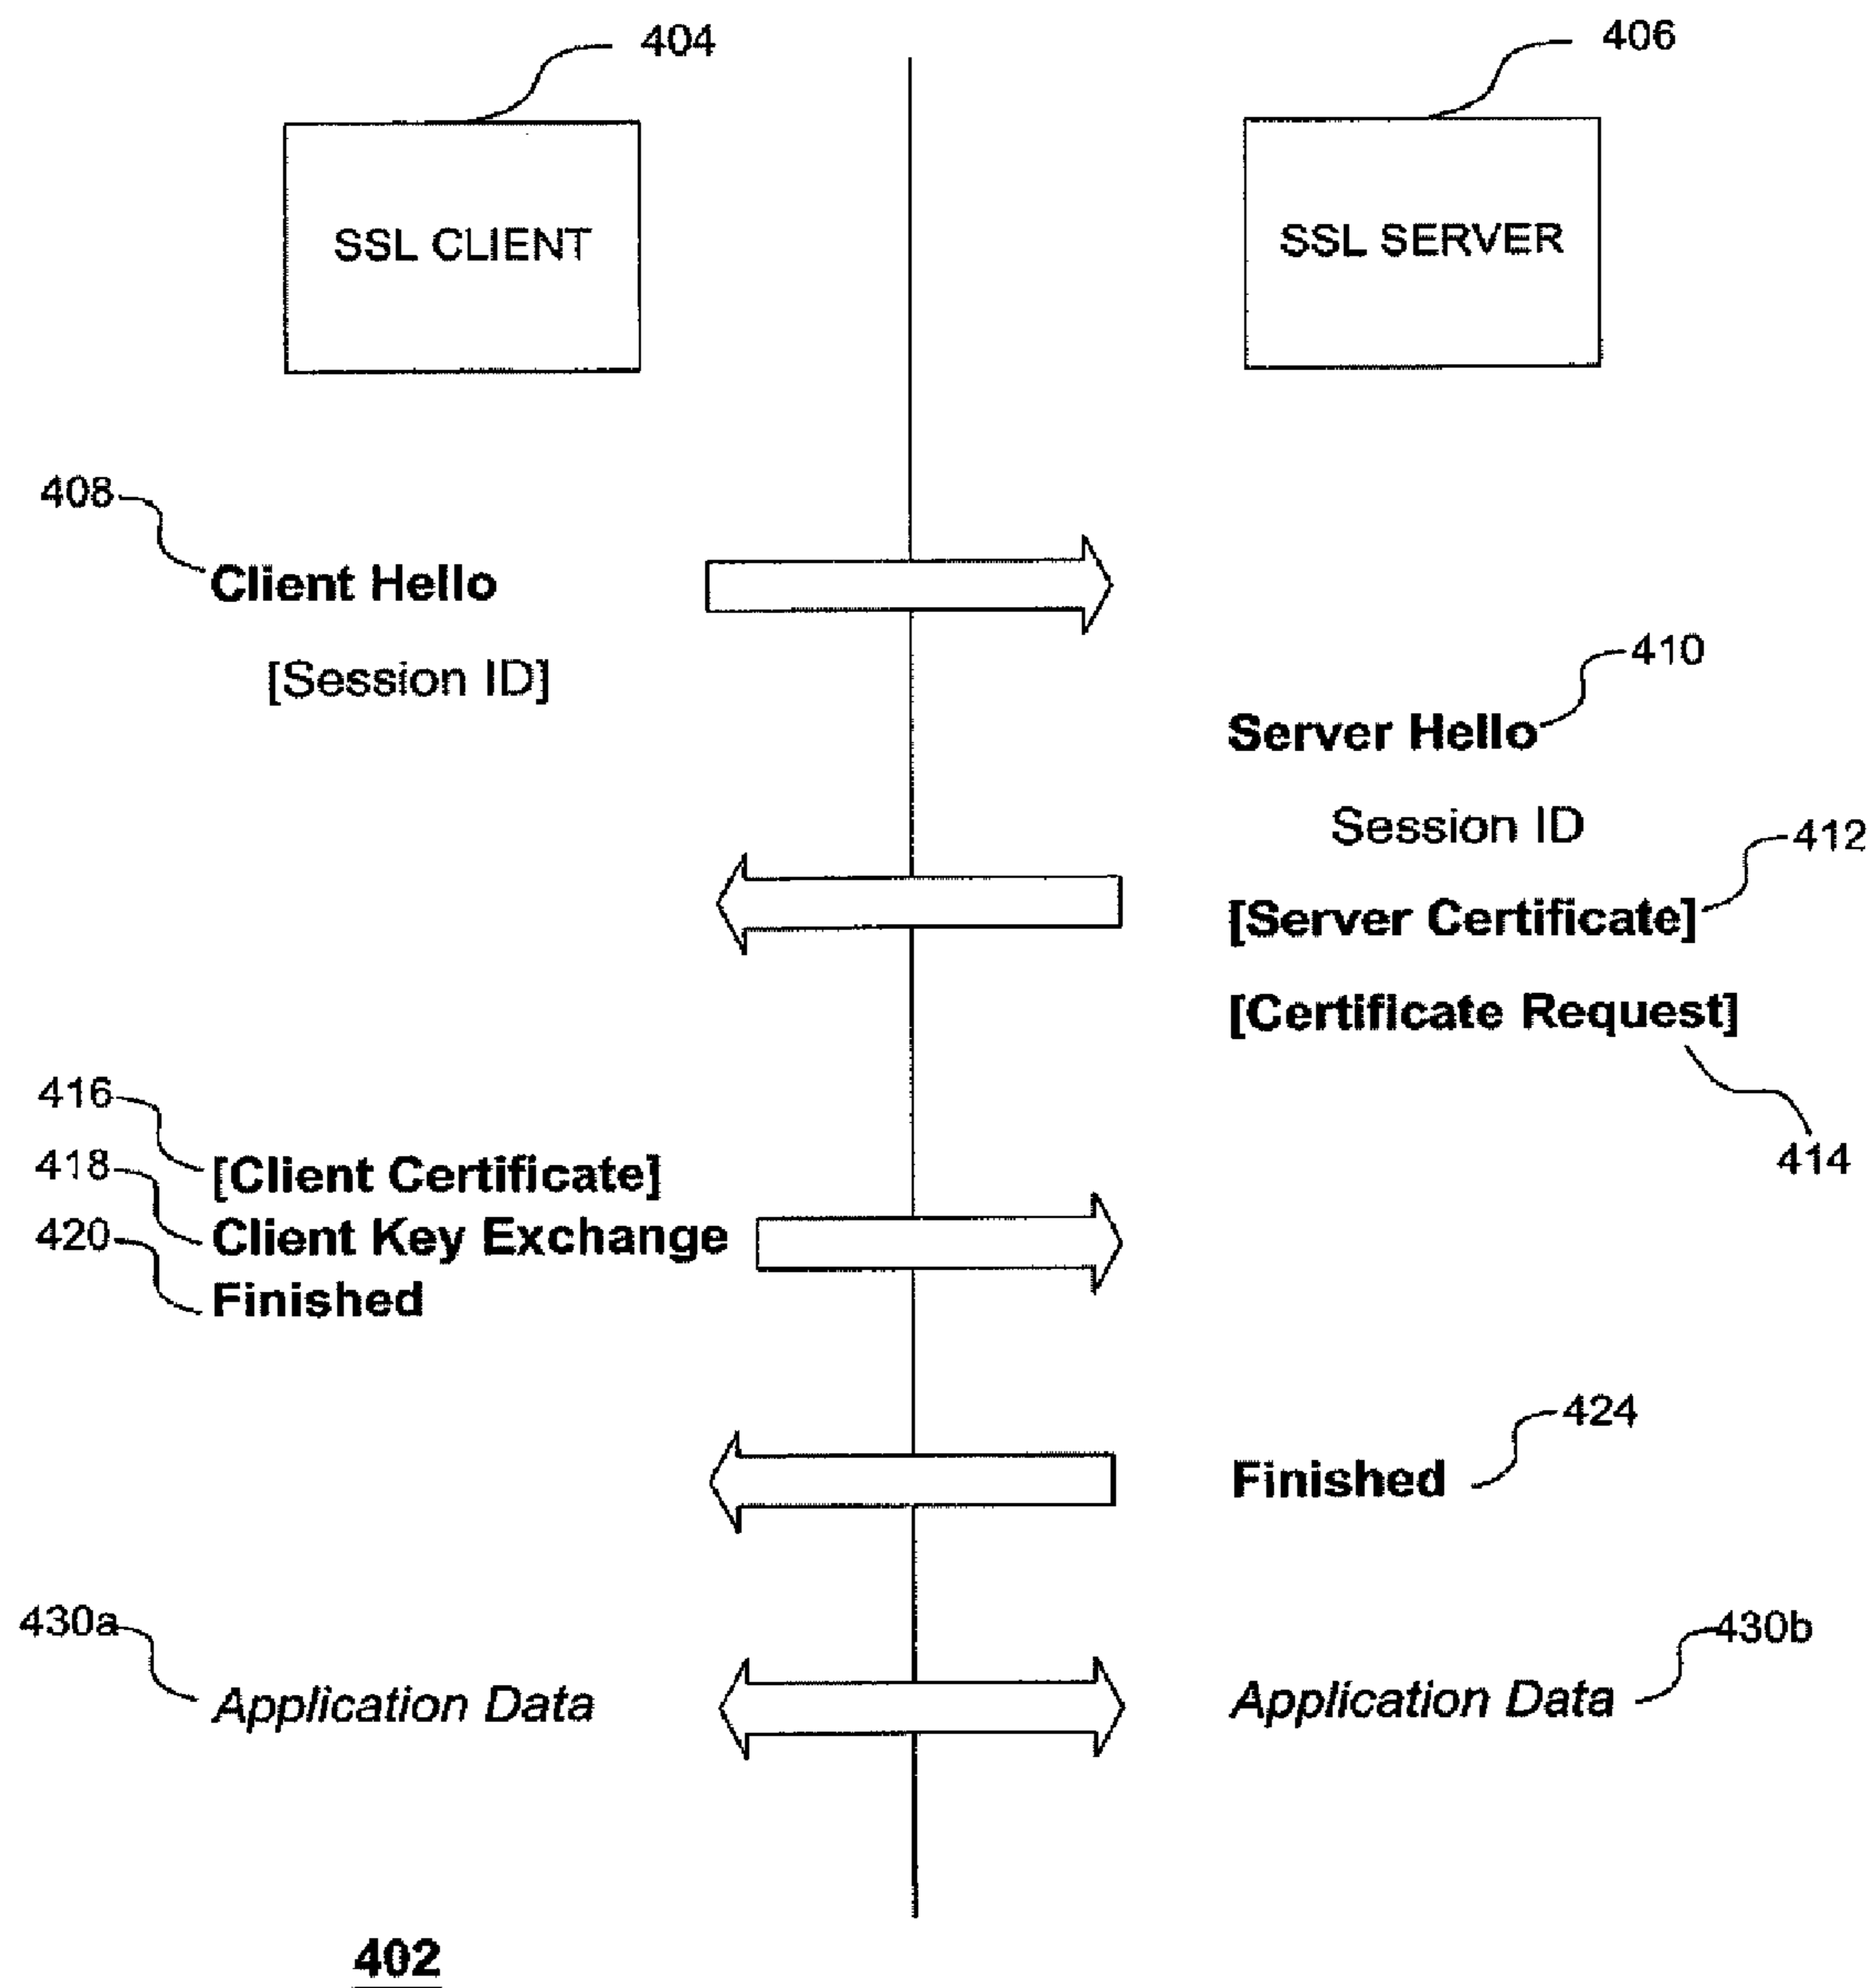 404
406
SSL CLIENT
SSL SERVER
408
Client Hello
[Session ID]
410
Server Hello
Session ID
412
[Server Certificate]
[Certificate Request]
414
416
[Client Certificate]
418
Client Key Exchange
420
Finished
424
Finished
430a
Application Data
430b
Application Data
402